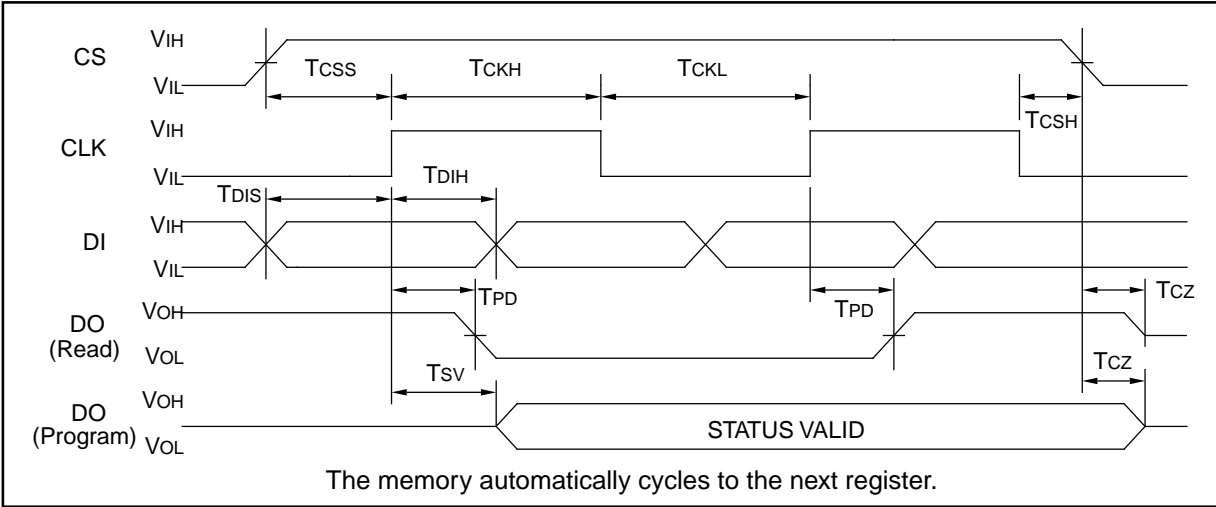 CS
VIH
VIL
TCSS
TCKH
TCKL
TCSH
CLK
VIH
VIL
TDIS
TDIH
DI
VIH
VIL
TPD
TPD
TCZ
DO
(Read)
VOH
VOL
TSV
TCZ
DO
(Program)
VOH
VOL
STATUS VALID
The memory automatically cycles to the next register.